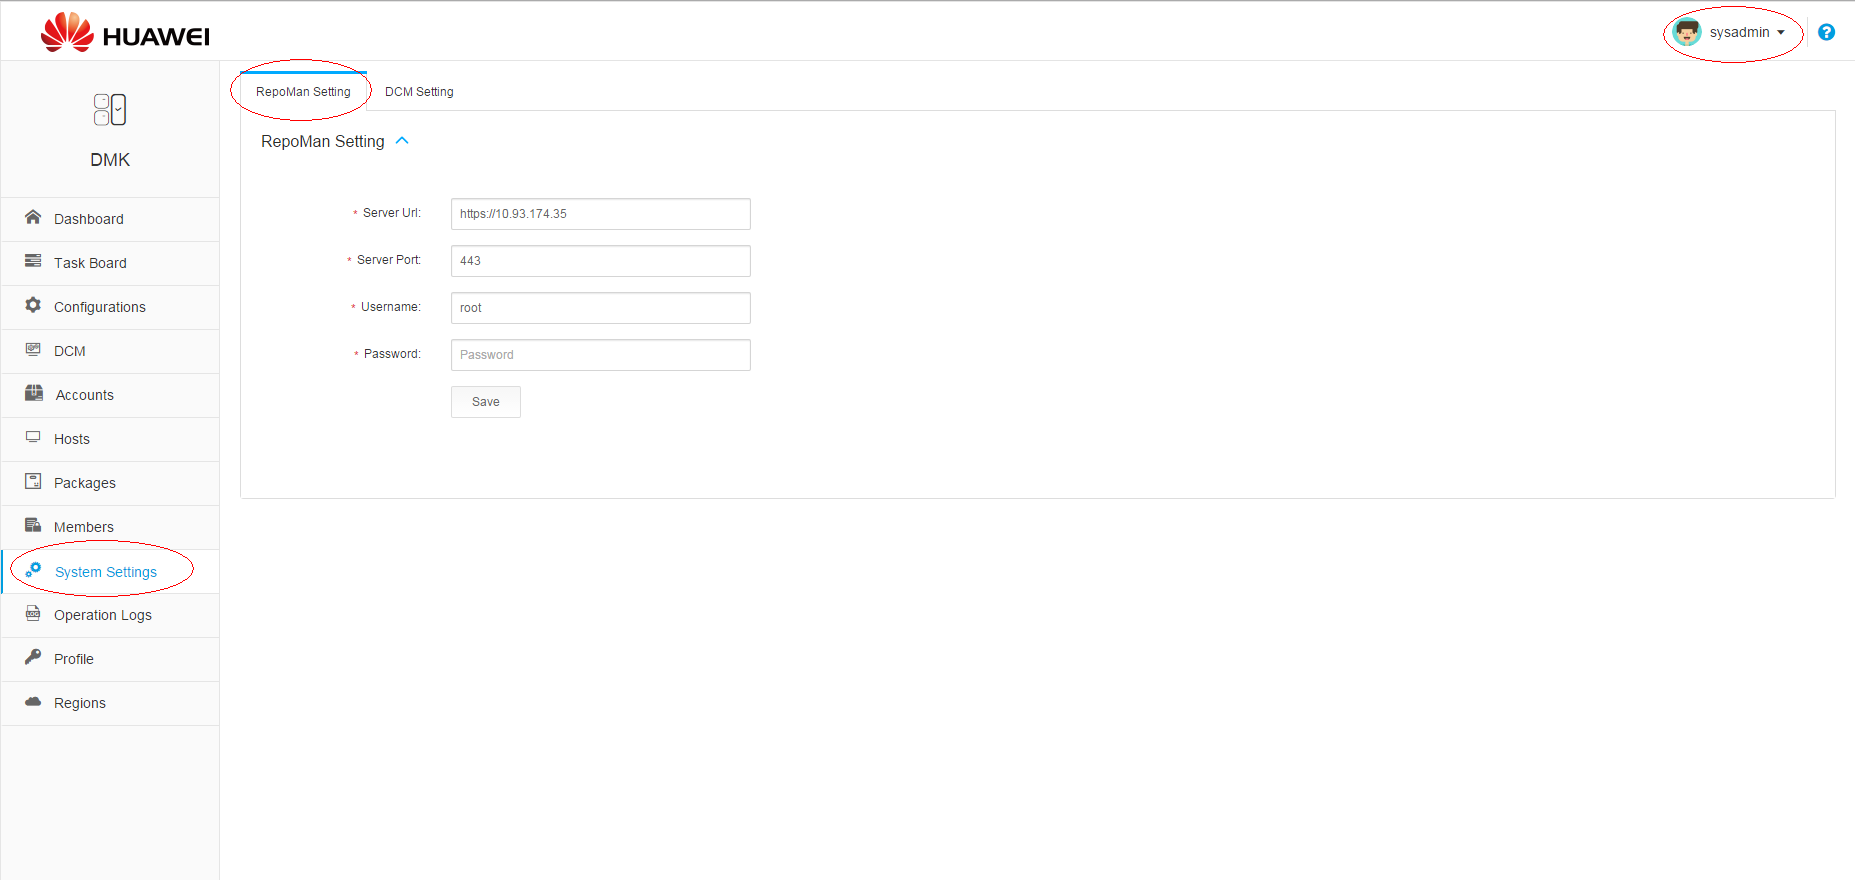 HUAWEI
sysadmin
?
DMK
Dashboard
Task Board
Configurations
DCM
Accounts
Hosts
Packages
Members
System Settings
Operation Logs
Profile
Regions
RepoMan Setting
DCM Setting
RepoMan Setting
* Server Url: https://10.93.174.35
* Server Port: 443
* Username: root
* Password: Password
Save